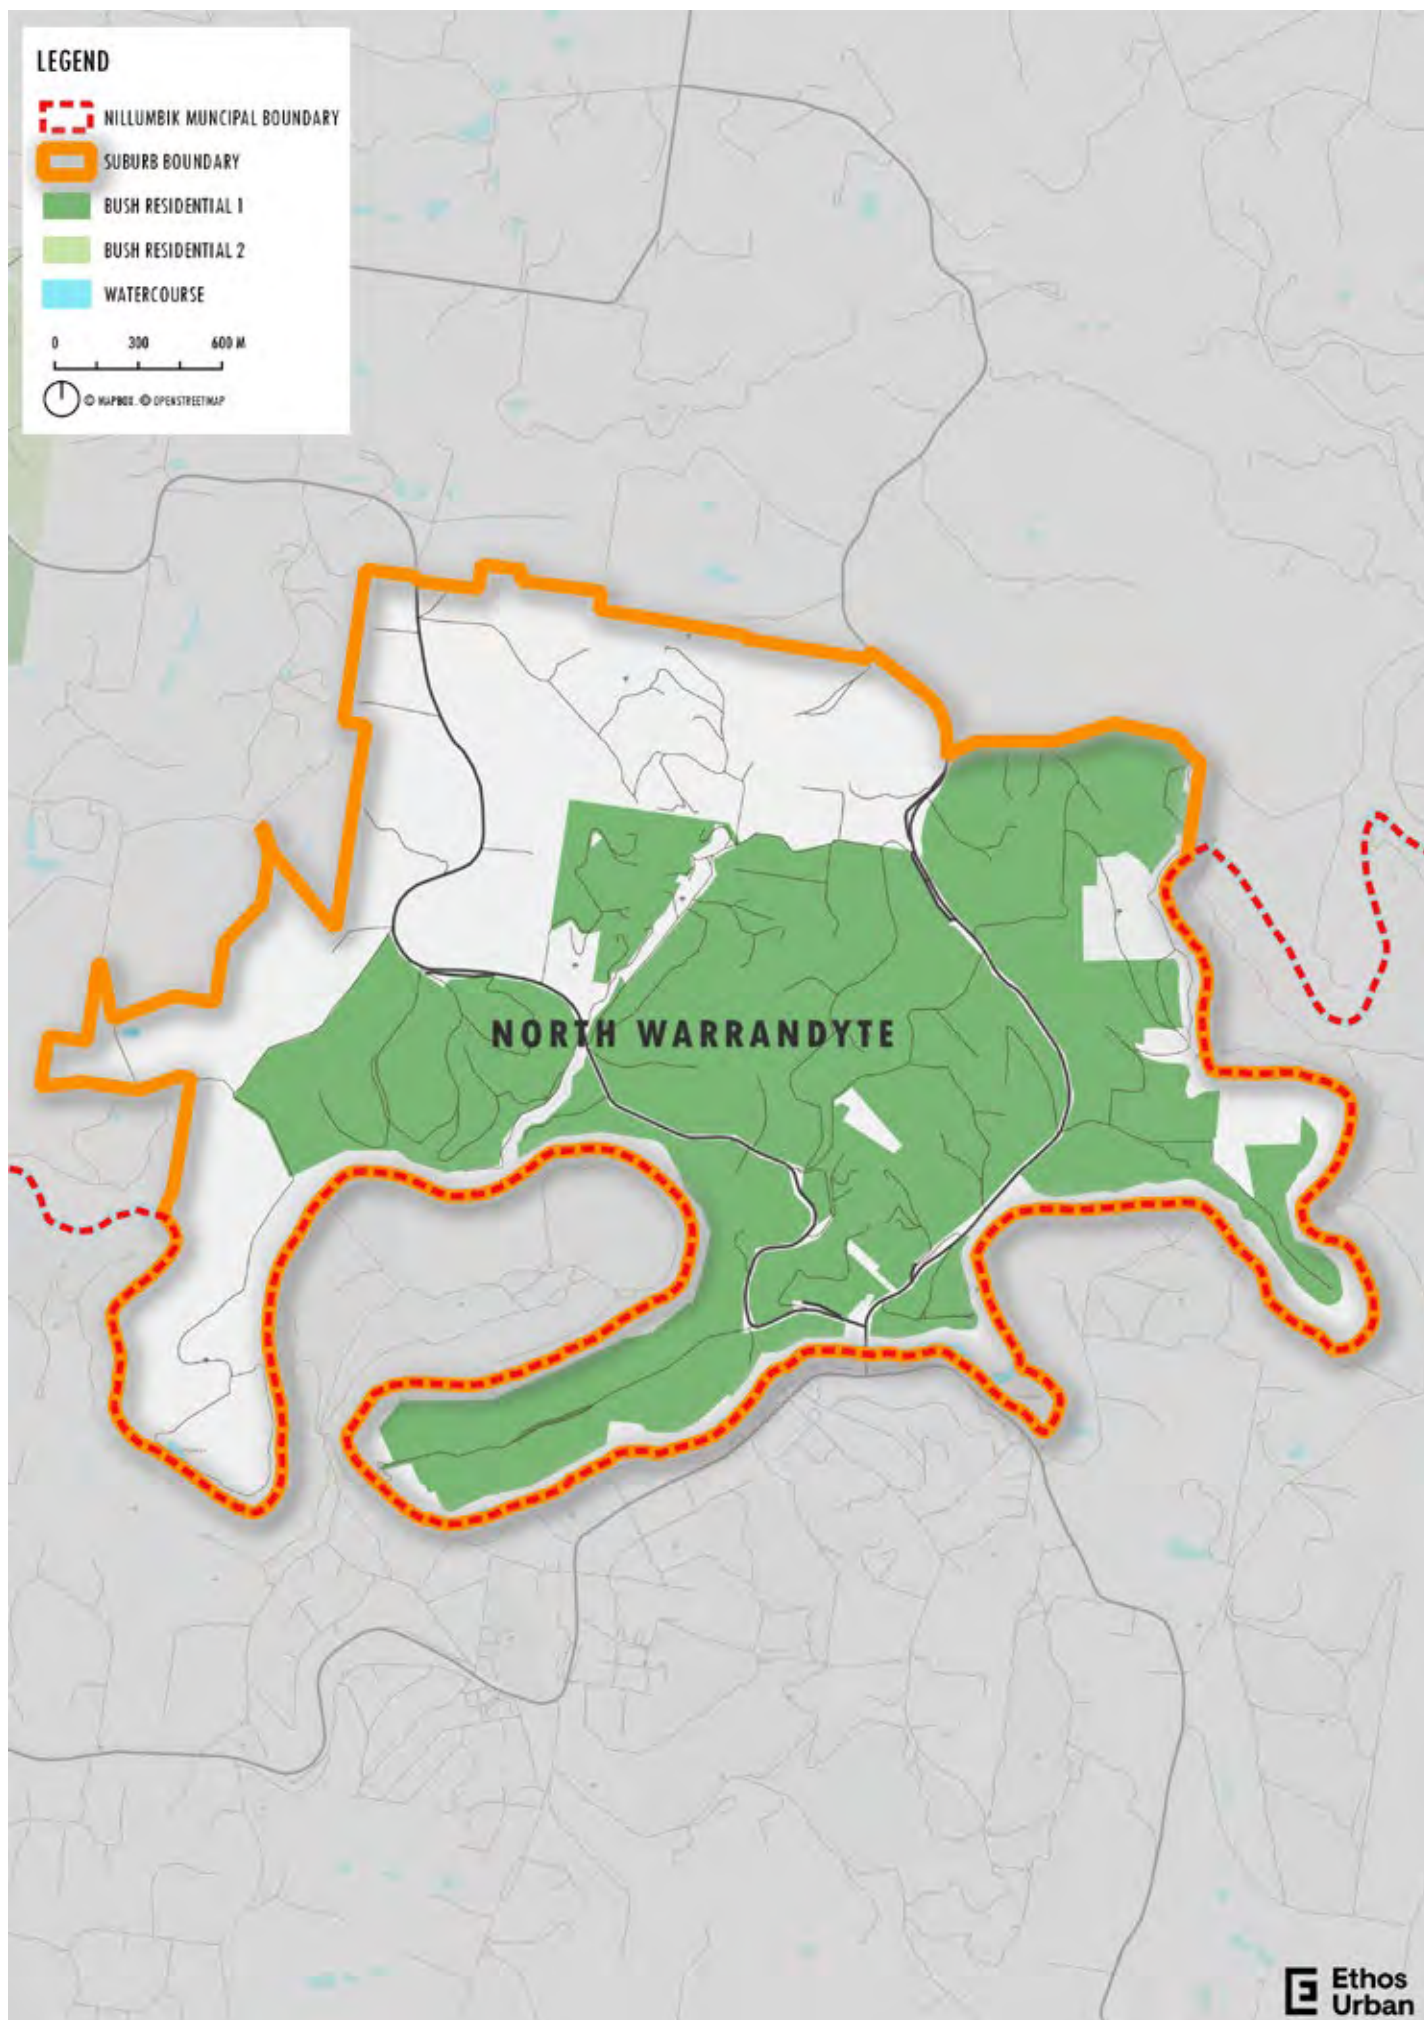 LEGEND
NILLUMBIK MUNCIPAL BOUNDARY
SUBURB BOUNDARY
BUSH RESIDENTIAL 1
BUSH RESIDENTIAL 2
WATERCOURSE
0 300 600 M
© MAPBOX. © OPENSTREETMAP
NORTH WARRANDYTE
Ethos
Urban